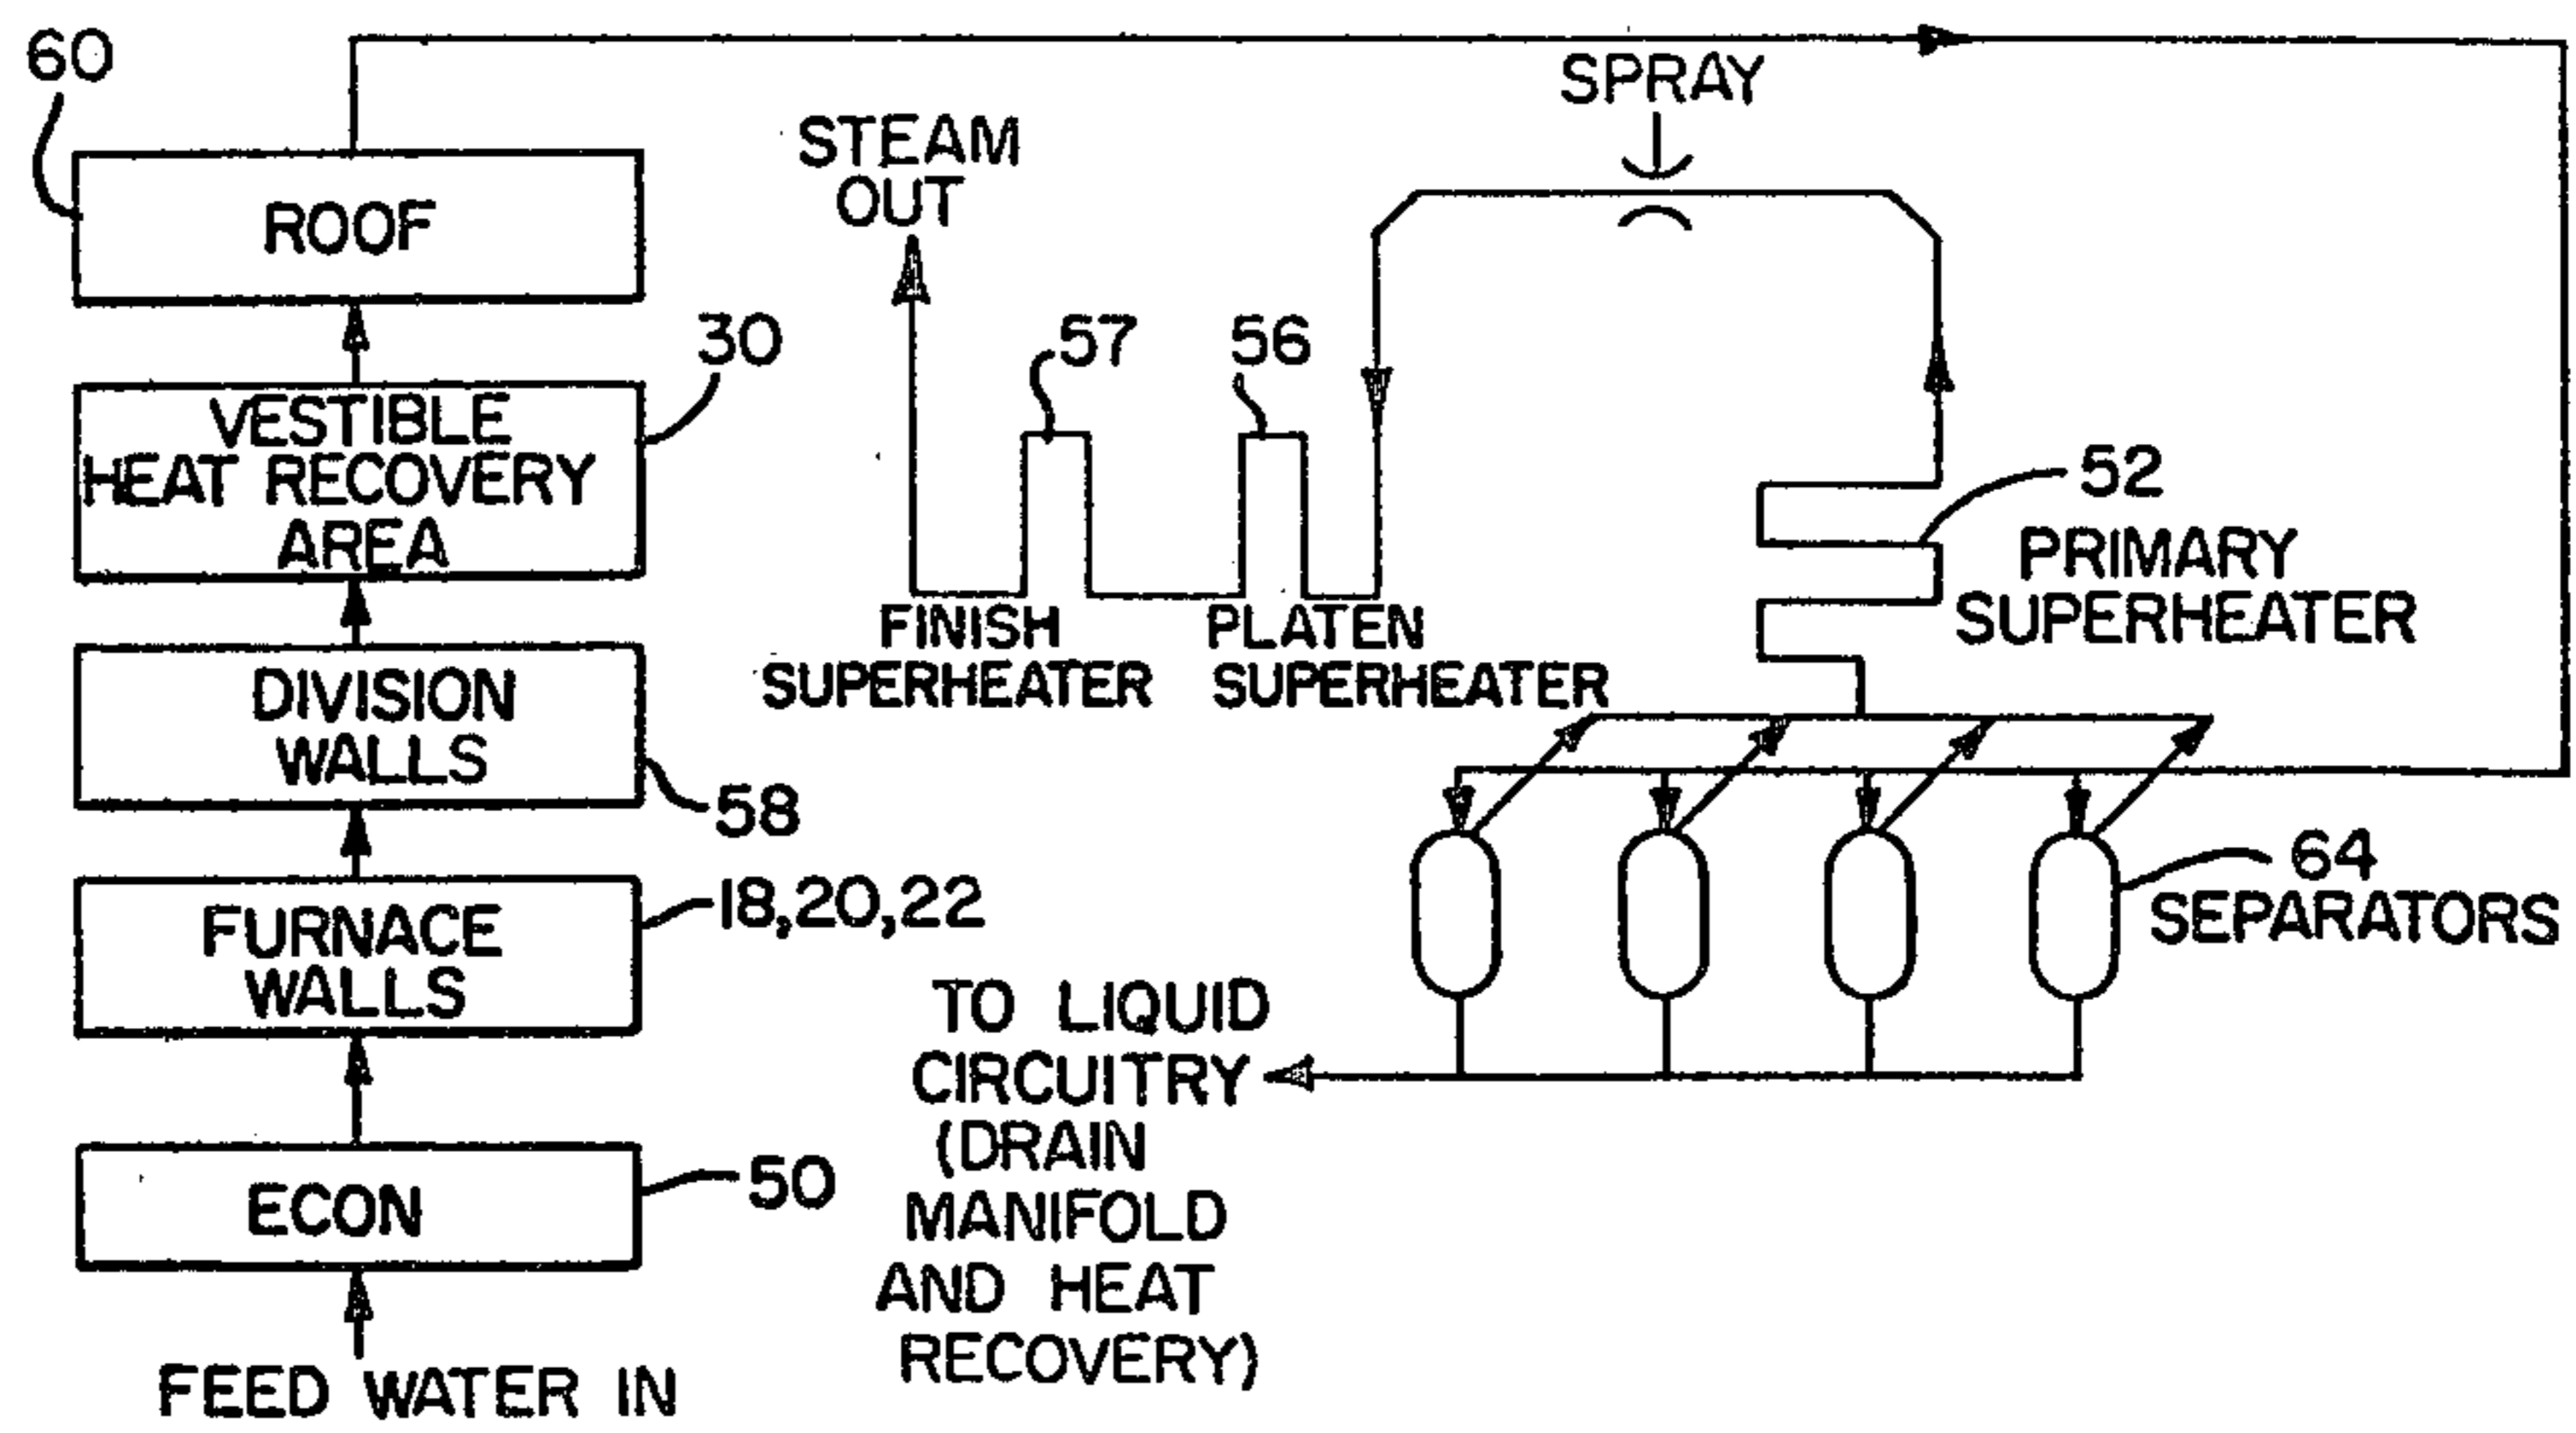 60
ROOF
30
VESTIBLE
HEAT RECOVERY
AREA
DIVISION
WALLS
58
FURNACE
WALLS
18,20,22
ECON
50
FEED WATER IN
STEAM
OUT
SPRAY
57
56
FINISH
SUPERHEATER
PLATEN
SUPERHEATER
52
PRIMARY
SUPERHEATER
64
SEPARATORS
TO LIQUID
CIRCUITRY
(DRAIN
MANIFOLD
AND HEAT
RECOVERY)